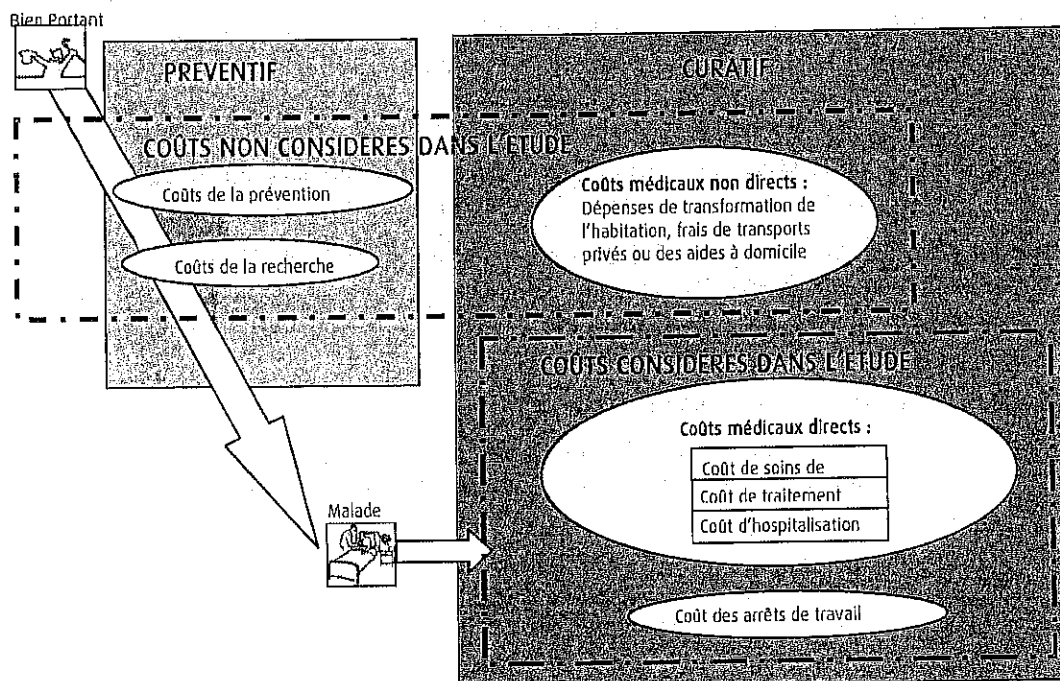 Bien Portant
PREVENTIF
CURATIF
COÛTS NON CONSIDERES DANS L'ETUDE
Coûts de la prévention
Coûts de la recherche
Coûts médicaux non directs :
Dépenses de transformation de
l'habitation, frais de transports
privés ou des aides à domicile
COÛTS CONSIDERES DANS L'ETUDE
Coûts médicaux directs :
Coût de soins de
Coût de traitement
Coût d'hospitalisation
Malade
Coût des arrêts de travail